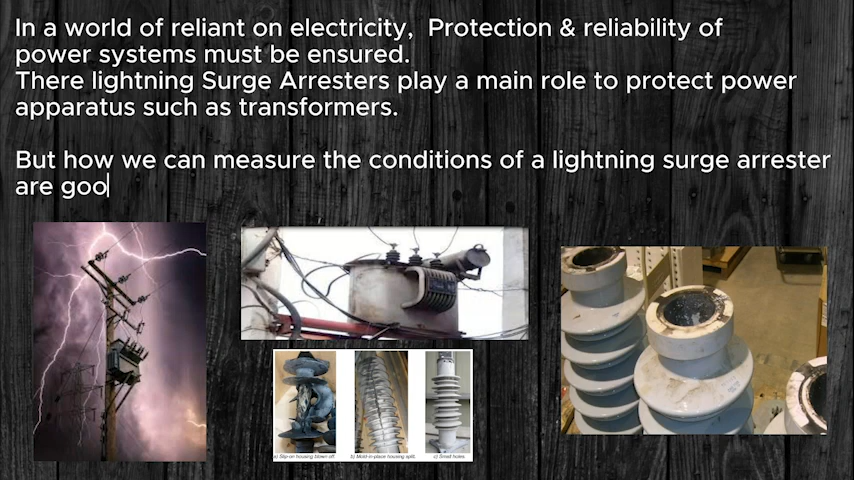 In a world of reliant on electricity,  Protection & reliability of
power systems must be ensured.
There lightning Surge Arresters play a main role to protect power
apparatus such as transformers.
But how we can measure the conditions of a lightning surge arrester
are goo
a) Slip-on housing blown off.
b) Mold-in-place housing split.
c) Small holes.